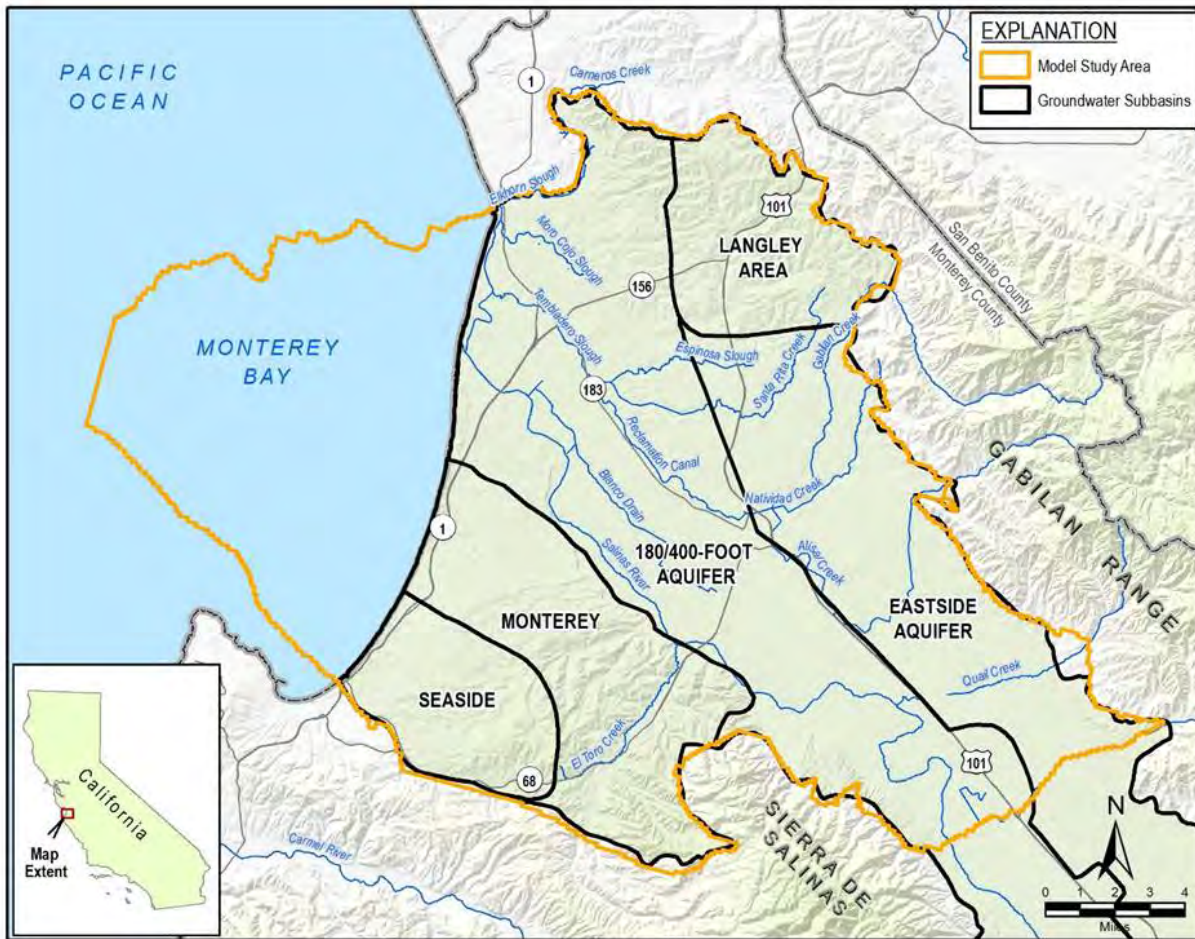 EXPLANATION
Model Study Area
Groundwater Subbasins
PACIFIC
OCEAN
1
Carneros Creek
Elkhorn Slough
101
Moro Cojo Slough
LANGLEY
AREA
San Benito County
Monterey County
156
Tembladero Slough
MONTEREY
BAY
Espinosa Slough
Santa Rita Creek
Gabilan Creek
183
Reclamation Canal
GABILAN RANGE
Blanco Drain
Natividad Creek
1
Salinas River
180/400-FOOT
AQUIFER
Alisal Creek
MONTEREY
EASTSIDE
AQUIFER
Quail Creek
SEASIDE
El Toro Creek
68
101
SIERRA DE
SALINAS
Carmel River
California
Map
Extent
N
0 1 2 3 4
Miles